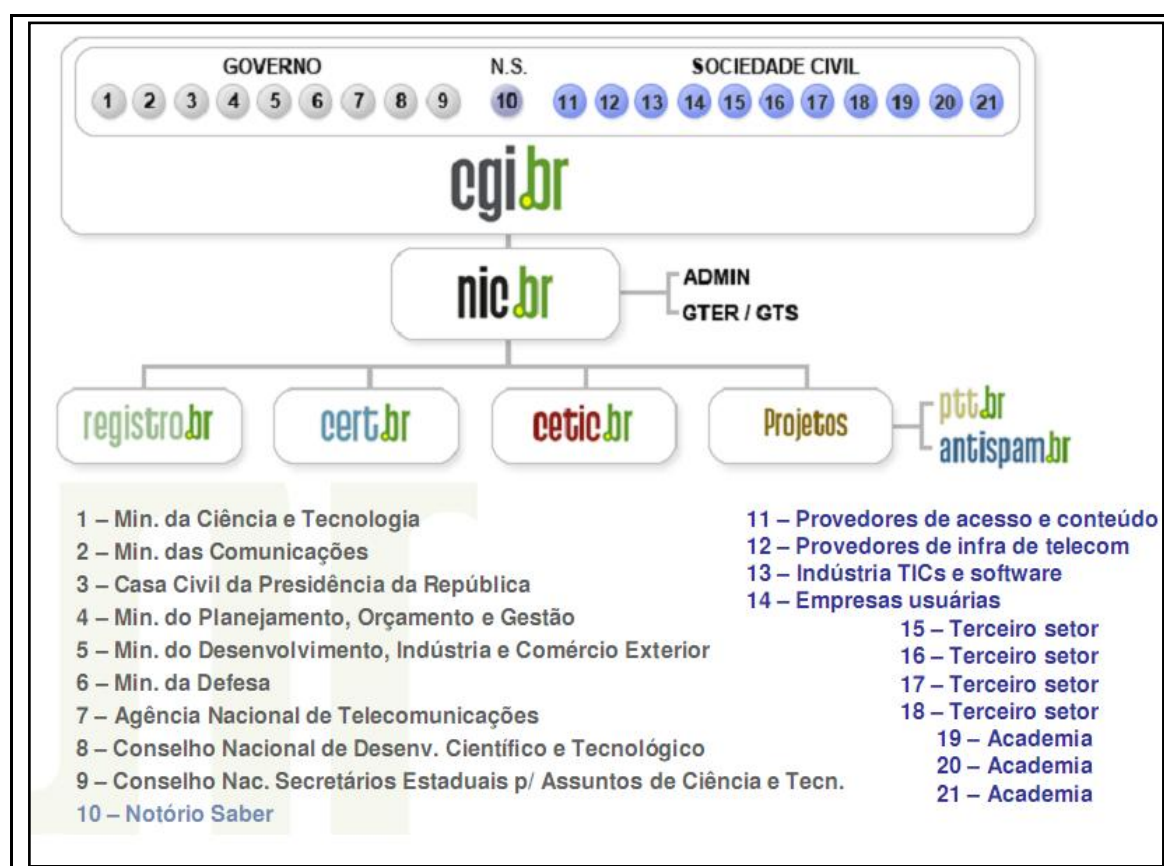 GOVERNO N.S. SOCIEDADE CIVIL
1 2 3 4 5 6 7 8 9 10 11 12 13 14 15 16 17 18 19 20 21
cgi.br
nic.br
ADMIN
GTER / GTS
registro.br cert.br cetic.br Projetos
ptt.br
antispam.br
1 – Min. da Ciência e Tecnologia
2 – Min. das Comunicações
3 – Casa Civil da Presidência da República
4 – Min. do Planejamento, Orçamento e Gestão
5 – Min. do Desenvolvimento, Indústria e Comércio Exterior
6 – Min. da Defesa
7 – Agência Nacional de Telecomunicações
8 – Conselho Nacional de Desenv. Científico e Tecnológico
9 – Conselho Nac. Secretários Estaduais p/ Assuntos de Ciência e Tecn.
10 – Notório Saber
11 – Provedores de acesso e conteúdo
12 – Provedores de infra de telecom
13 – Indústria TICs e software
14 – Empresas usuárias
15 – Terceiro setor
16 – Terceiro setor
17 – Terceiro setor
18 – Terceiro setor
19 – Academia
20 – Academia
21 – Academia